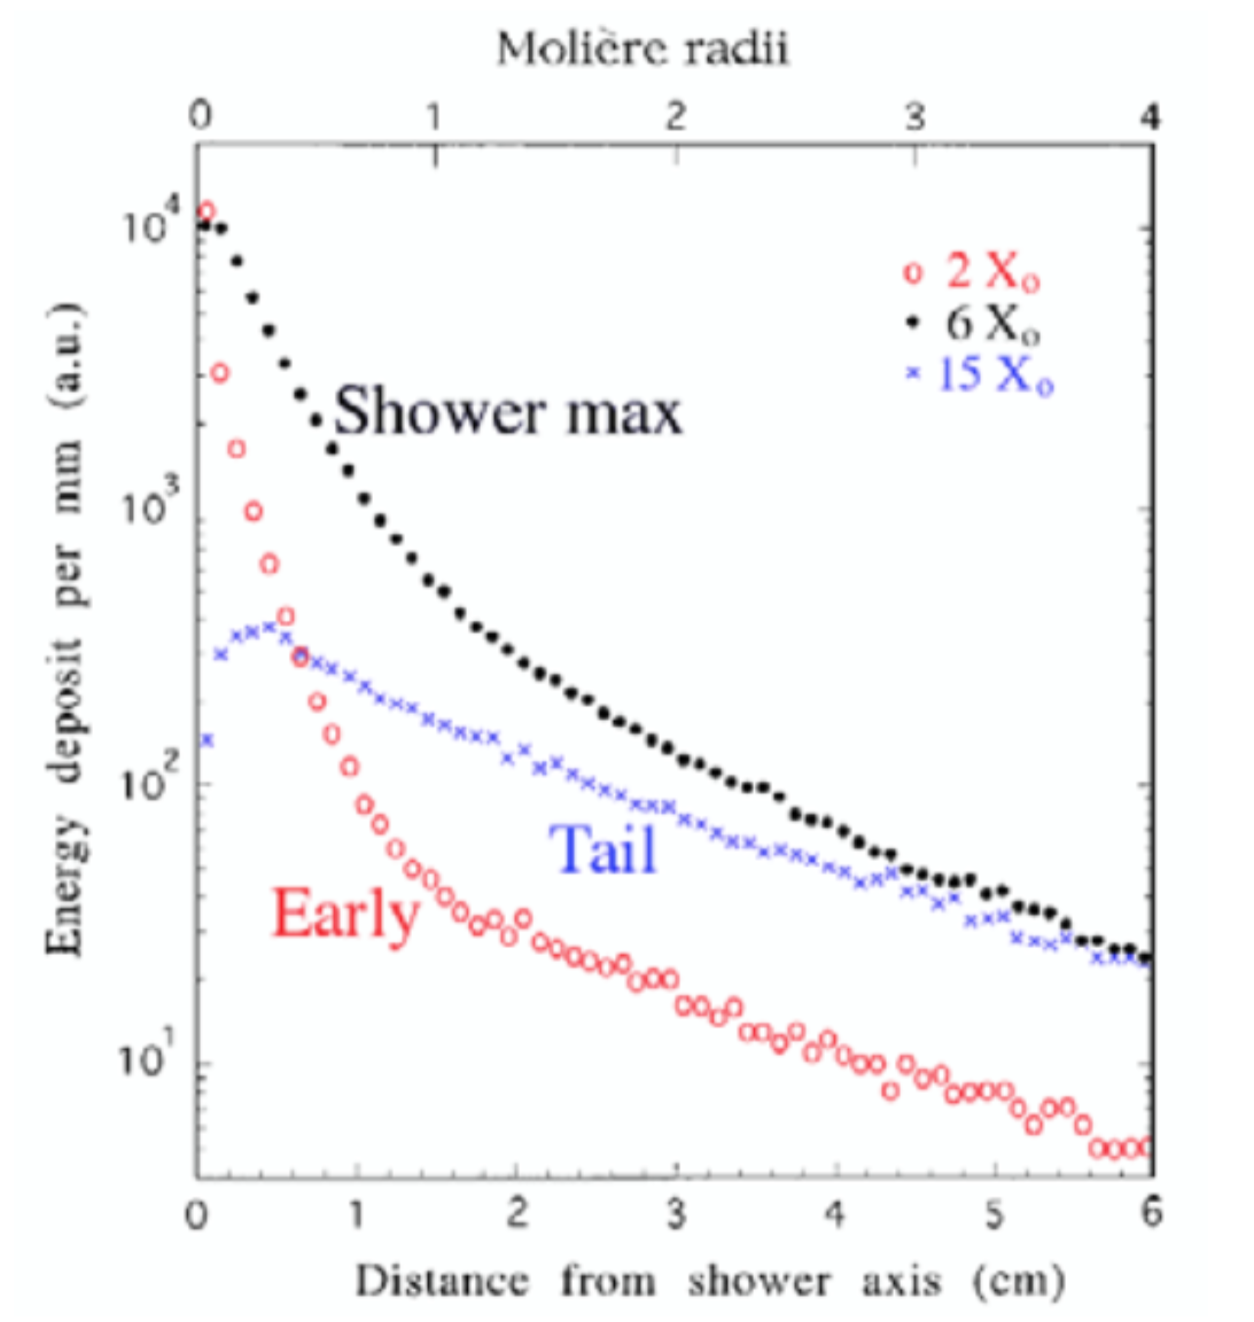 Molière radii
0 1 2 3 4
10⁴
10³
10²
10¹
Energy deposit per mm (a.u.)
2 X₀
6 X₀
15 X₀
Shower max
Tail
Early
0 1 2 3 4 5 6
Distance from shower axis (cm)